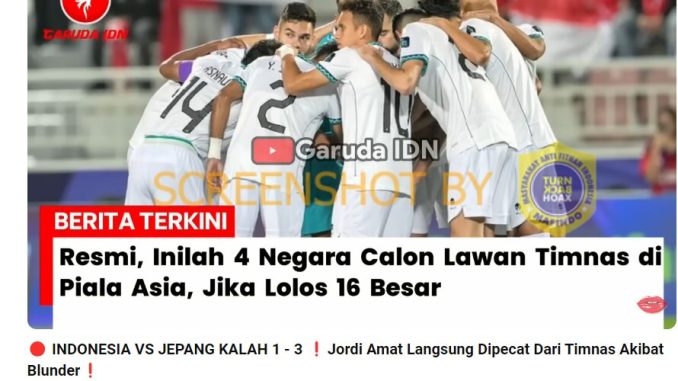 GARUDA IDN
14
2
10
Garuda IDN
SCREENSHOT BY
MASYARAKAT ANTI FITNAH INDONESIA
TURN
BACK
HOAX
MAFINDO
BERITA TERKINI
Resmi, Inilah 4 Negara Calon Lawan Timnas di
Piala Asia, Jika Lolos 16 Besar
🔴 INDONESIA VS JEPANG KALAH 1 - 3 ❗ Jordi Amat Langsung Dipecat Dari Timnas Akibat
Blunder❗